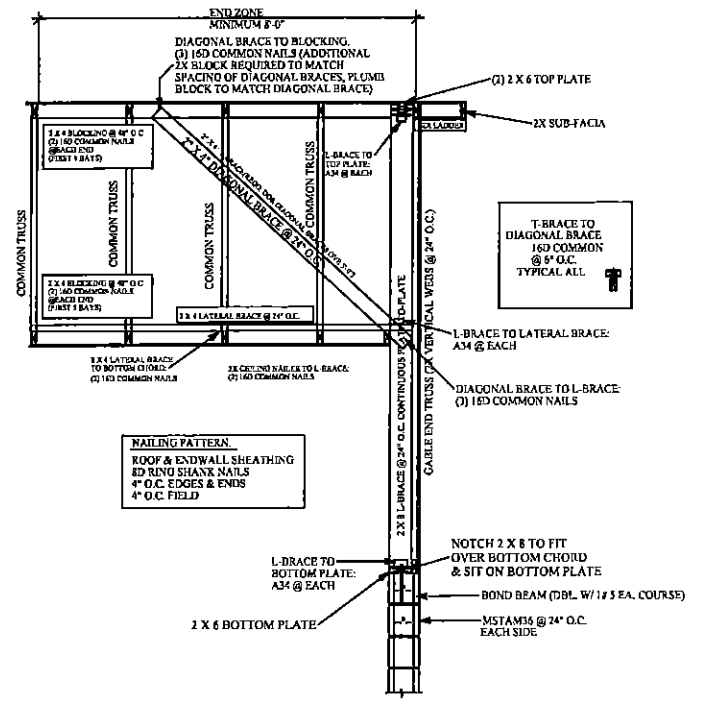 END ZONE
MINIMUM 8'-0"
DIAGONAL BRACE TO BLOCKING.
(3) 16D COMMON NAILS (ADDITIONAL
2X BLOCK REQUIRED TO MATCH
SPACING OF DIAGONAL BRACES, PLUMB
BLOCK TO MATCH DIAGONAL BRACE)
(2) 2 X 6 TOP PLATE
2X SUB-FACIA
2X LADDER
2 X 4 BLOCKING @ 48" O.C
(2) 16D COMMON NAILS
@EACH END
(FIRST 5 BAYS)
L-BRACE TO
TOP PLATE:
A34 @ EACH
COMMON TRUSS
COMMON TRUSS
COMMON TRUSS
COMMON TRUSS
2" X 4" DIAGONAL BRACE @ 24" O.C.
T-BRACE TO
DIAGONAL BRACE
16D COMMON
@ 6" O.C.
TYPICAL ALL
2 X 4 BLOCKING @ 48" O.C
(2) 16D COMMON NAILS
@EACH END
(FIRST 5 BAYS)
2 X 4 LATERAL BRACE @ 24" O.C.
L-BRACE TO LATERAL BRACE:
A34 @ EACH
2 X 4 LATERAL BRACE
TO BOTTOM CHORD:
(2) 16D COMMON NAILS
2X CEILING NAILER TO L-BRACE:
(2) 16D COMMON NAILS
DIAGONAL BRACE TO L-BRACE:
(3) 16D COMMON NAILS
2 X 8 L-BRACE @ 24" O.C. CONTINUOUS TO-PLATE
GABLE END TRUSS (2X VERTICAL WEBS @ 24" O.C.)
NAILING PATTERN.
ROOF & ENDWALL SHEATHING
8D RING SHANK NAILS
4" O.C. EDGES & ENDS
4" O.C. FIELD
L-BRACE TO
BOTTOM PLATE:
A34 @ EACH
NOTCH 2 X 8 TO FIT
OVER BOTTOM CHORD
& SIT ON BOTTOM PLATE
BOND BEAM (DBL. W/ 1# 5 EA. COURSE)
2 X 6 BOTTOM PLATE
MSTAM36 @ 24" O.C.
EACH SIDE